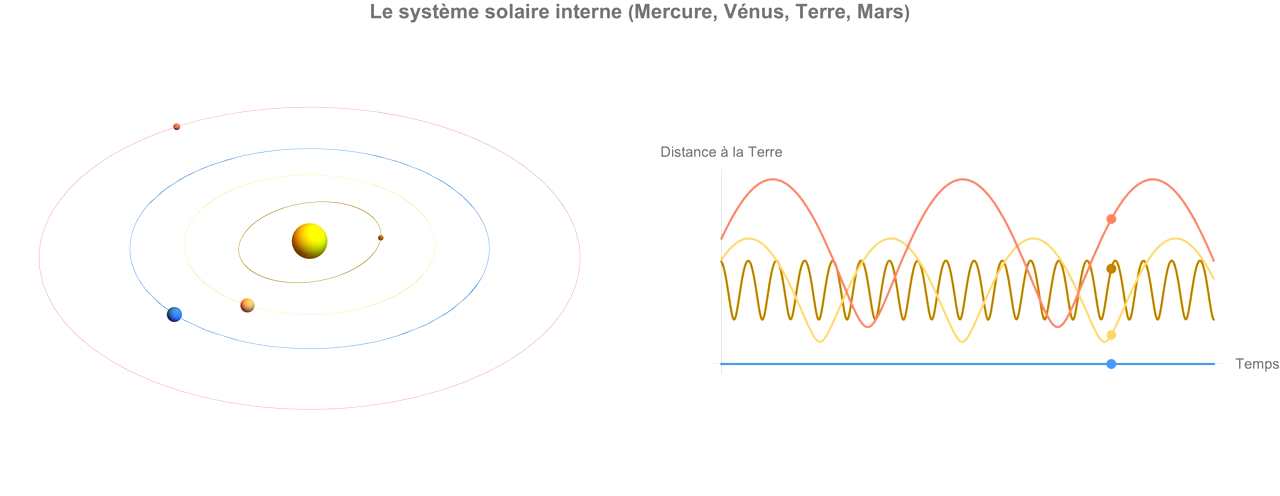 Le système solaire interne (Mercure, Vénus, Terre, Mars)
Distance à la Terre
Temps